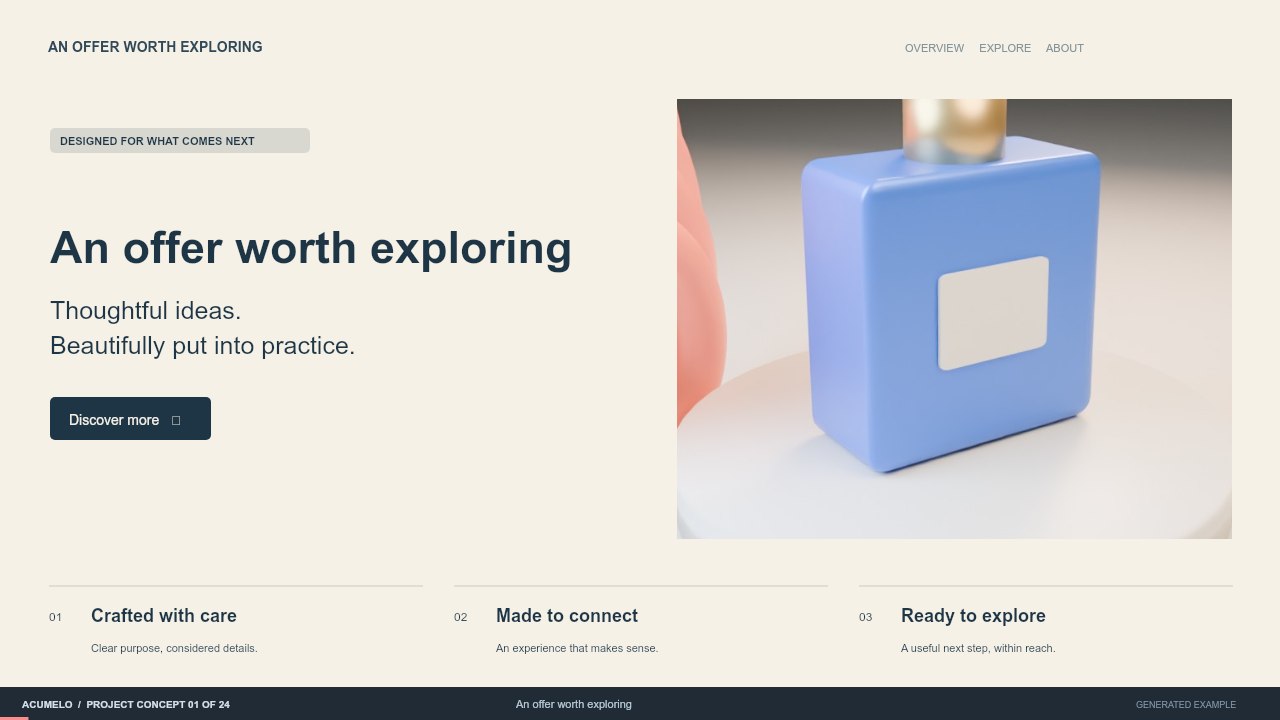 AN OFFER WORTH EXPLORING
OVERVIEW EXPLORE ABOUT
DESIGNED FOR WHAT COMES NEXT
An offer worth exploring
Thoughtful ideas.
Beautifully put into practice.
Discover more
01 Crafted with care
Clear purpose, considered details.
02 Made to connect
An experience that makes sense.
03 Ready to explore
A useful next step, within reach.
ACUMELO / PROJECT CONCEPT 01 OF 24
An offer worth exploring
GENERATED EXAMPLE